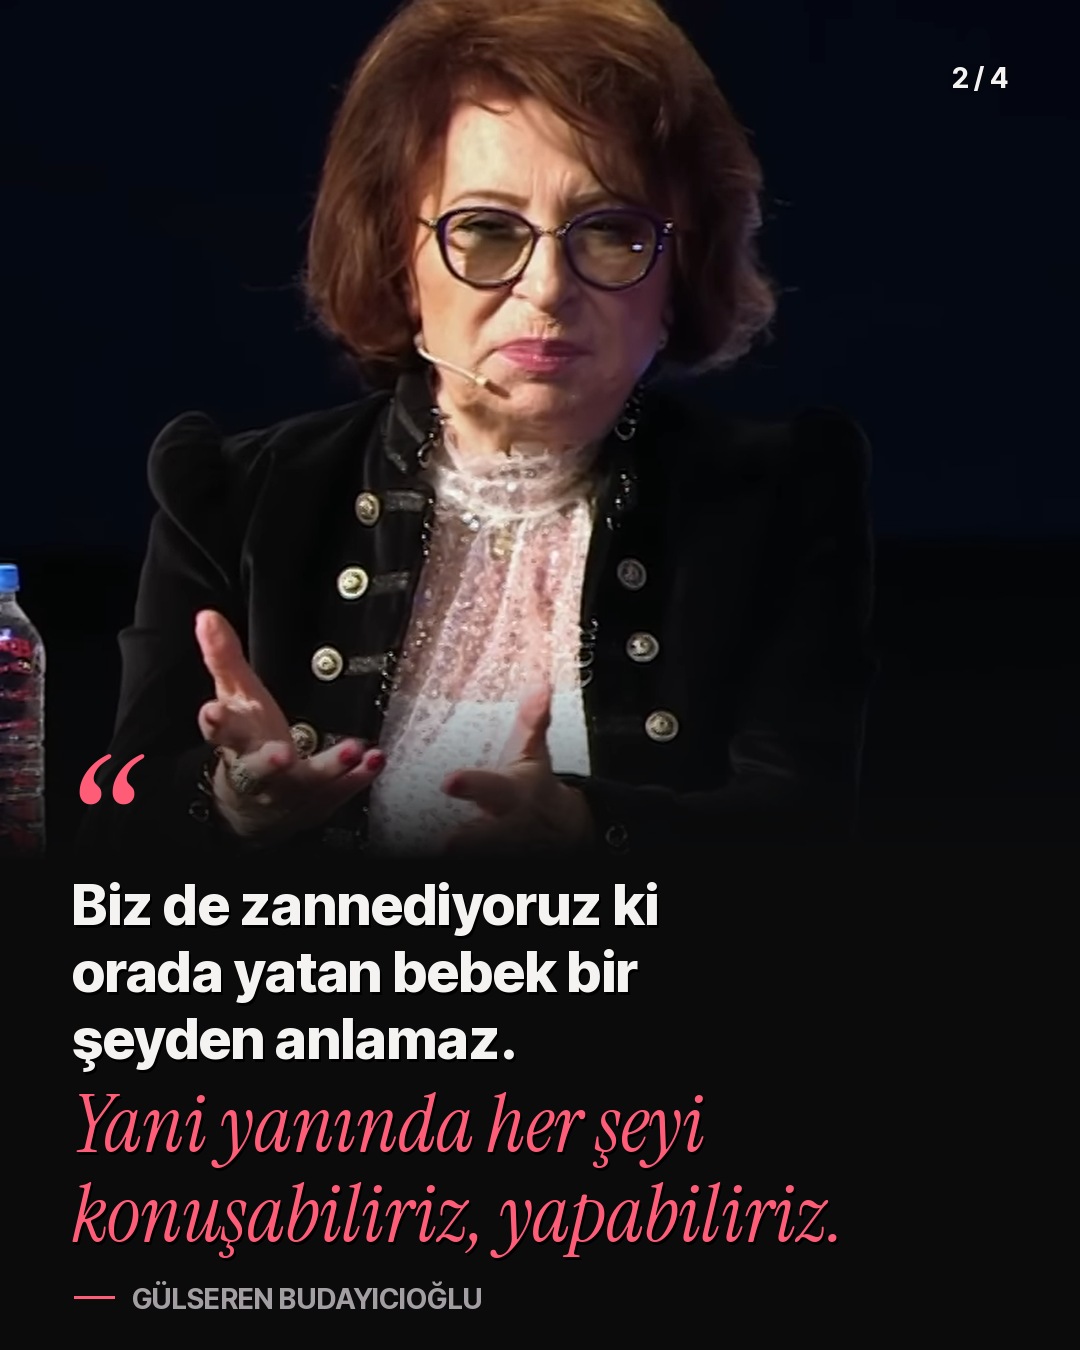 2 / 4
“
Biz de zannediyoruz ki
orada yatan bebek bir
şeyden anlamaz.
Yani yanında her şeyi
konuşabiliriz, yapabiliriz.
— GÜLSEREN BUDAYICIOĞLU